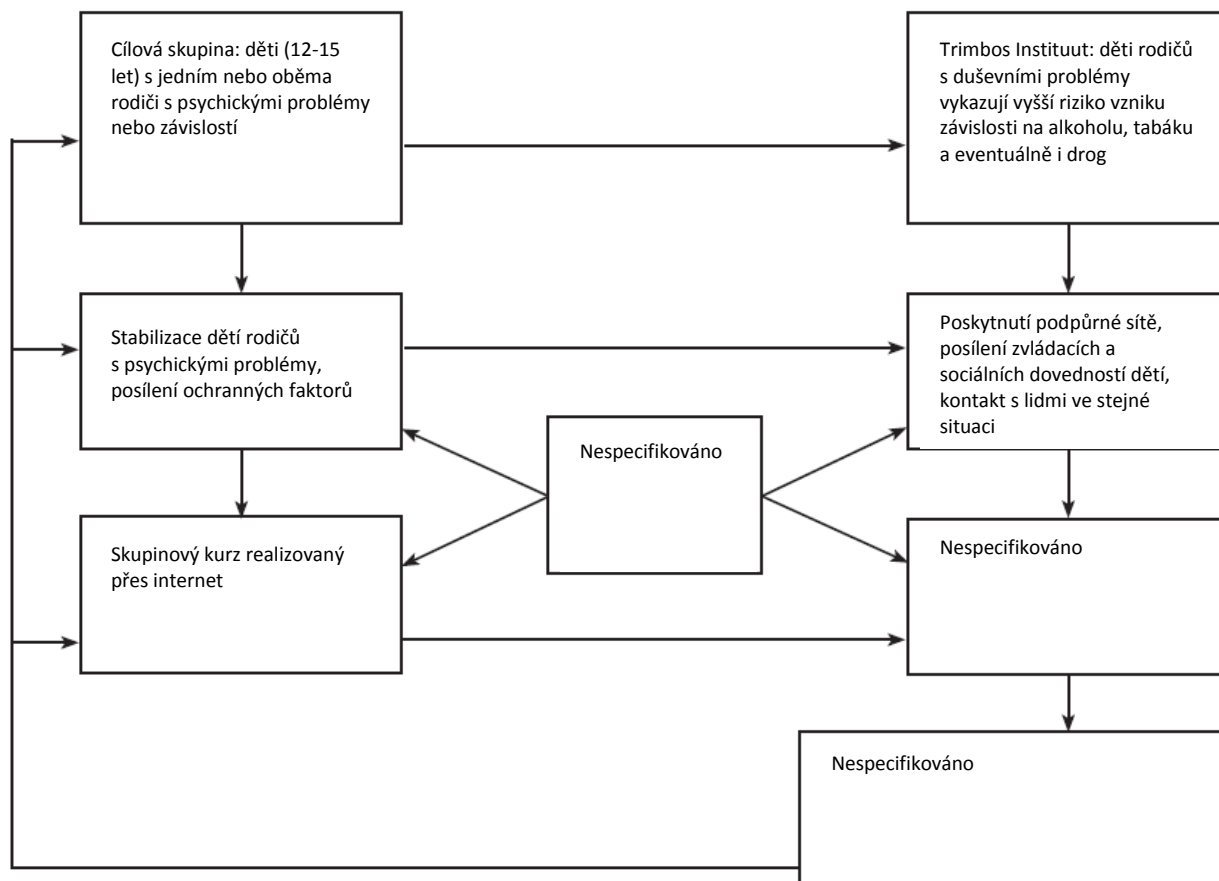 Cílová skupina: děti (12-15
let) s jedním nebo oběma
rodiči s psychickými problémy
nebo závislostí
Trimbos Instituut: děti rodičů
s duševními problémy
vykazují vyšší riziko vzniku
závislosti na alkoholu, tabáku
a eventuálně i drog
Stabilizace dětí rodičů
s psychickými problémy,
posílení ochranných faktorů
Poskytnutí podpůrné sítě,
posílení zvládacích a
sociálních dovedností dětí,
kontakt s lidmi ve stejné
situaci
Nespecifikováno
Skupinový kurz realizovaný
přes internet
Nespecifikováno
Nespecifikováno